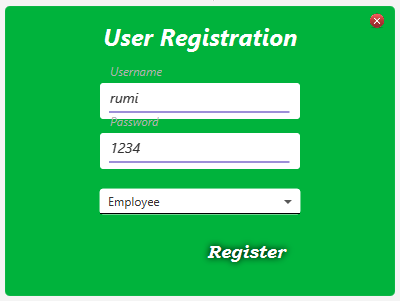 User Registration
Username
rumi
Password
1234
Employee
Register